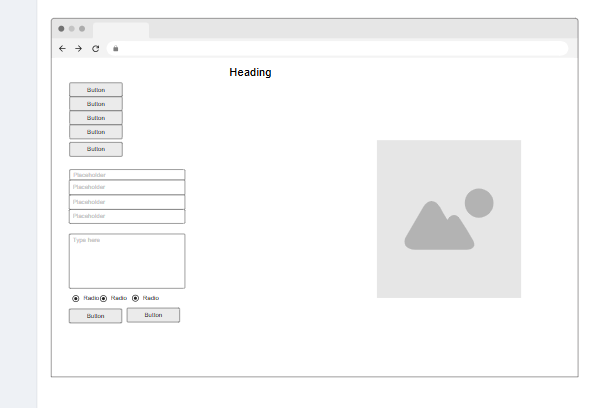 Heading
Button
Button
Button
Button
Button
Placeholder
Placeholder
Placeholder
Placeholder
Type here
Radio Radio Radio
Button Button